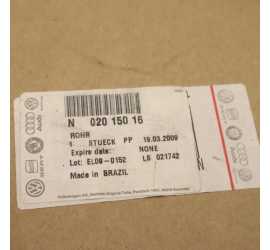 N 020 150 16
ROHR
1 STUECK PP 19.03.2009
Expire date: NONE
Lot: EL09-0152 LS 021742
Made in BRAZIL